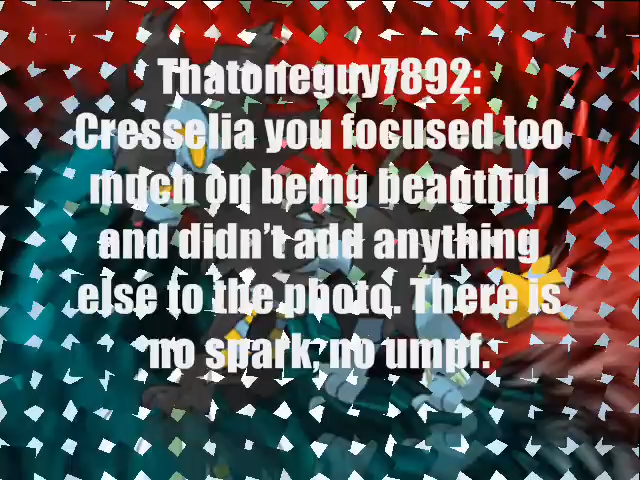 Thatoneguy7892:
Cresselia you focused too
much on being beautiful
and didn't add anything
else to the photo. There is
no spark, no umpf.